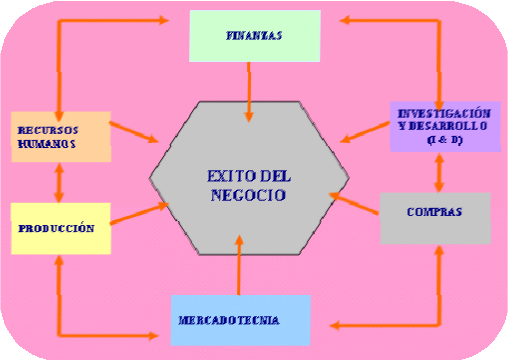 FINANZAS
RECURSOS
HUMANOS
INVESTIGACIÓN
Y DESARROLLO
(I & D)
EXITO DEL
NEGOCIO
PRODUCCIÓN
COMPRAS
MERCADOTECNIA